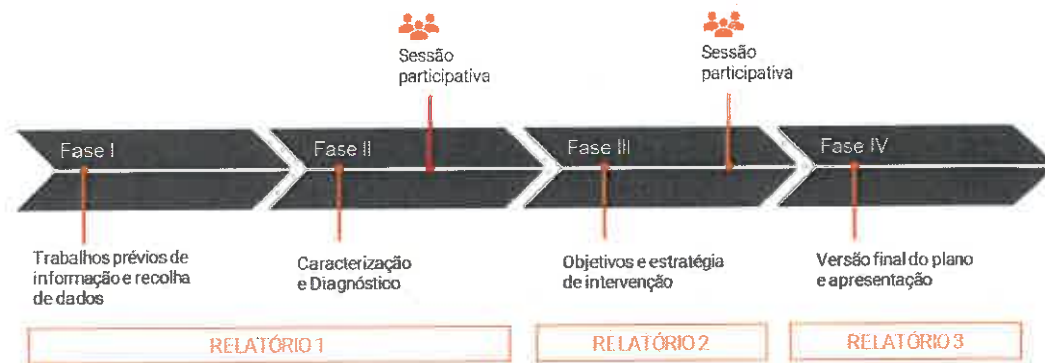 Sessão
participativa
Sessão
participativa
Fase I
Fase II
Fase III
Fase IV
Trabalhos prévios de
informação e recolha
de dados
Caracterização
e Diagnóstico
Objetivos e estratégia
de intervenção
Versão final do plano
e apresentação
RELATÓRIO 1
RELATÓRIO 2
RELATÓRIO 3